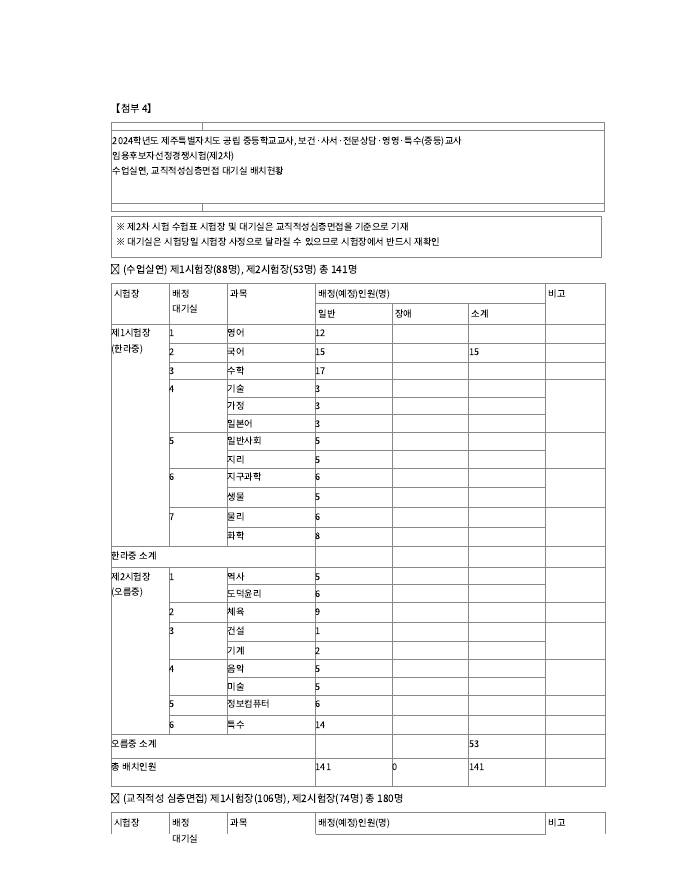 【첨부 4】
2024학년도 제주특별자치도 공립 중등학교교사, 보건·사서·전문상담·영양·특수(중등)교사
임용후보자선정경쟁시험(제2차)
수업실연, 교직적성심층면접 대기실 배치현황
※ 제2차 시험 수험표 시험장 및 대기실은 교직적성심층면접을 기준으로 기재
※ 대기실은 시험당일 시험장 사정으로 달라질 수 있으므로 시험장에서 반드시 재확인
(수업실연) 제1시험장(88명), 제2시험장(53명) 총 141명
시험장 배정 과목 배정(예정)인원(명) 비고
대기실
일반 장애 소계
제1시험장 1 영어 12
(한라중)
2 국어 15 15
3 수학 17
4 기술 3
가정 3
일본어 3
5 일반사회 5
지리 5
6 지구과학 6
생물 5
7 물리 6
화학 8
한라중 소계
제2시험장 1 역사 5
(오름중)
도덕윤리 6
2 체육 9
3 건설 1
기계 2
4 음악 5
미술 5
5 정보컴퓨터 6
6 특수 14
오름중 소계 53
총 배치인원 141 0 141
(교직적성 심층면접) 제1시험장(106명), 제2시험장(74명) 총 180명
시험장 배정 과목 배정(예정)인원(명) 비고
대기실